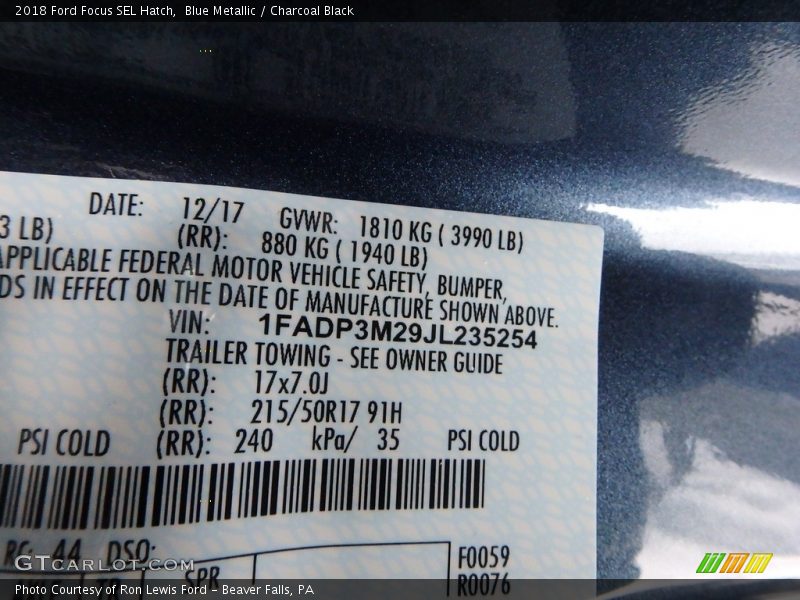 2018 Ford Focus SEL Hatch,  Blue Metallic / Charcoal Black
DATE: 12/17 GVWR: 1810 KG ( 3990 LB)
3 LB) (RR): 880 KG ( 1940 LB)
APPLICABLE FEDERAL MOTOR VEHICLE SAFETY, BUMPER,
DS IN EFFECT ON THE DATE OF MANUFACTURE SHOWN ABOVE.
VIN: 1FADP3M29JL235254
TRAILER TOWING - SEE OWNER GUIDE
(RR): 17x7.0J
(RR): 215/50R17 91H
PSI COLD (RR): 240 kPa/ 35 PSI COLD
44 DSO:
GTCarLot.com
SPR
F0059
R0076
Photo Courtesy of Ron Lewis Ford – Beaver Falls, PA